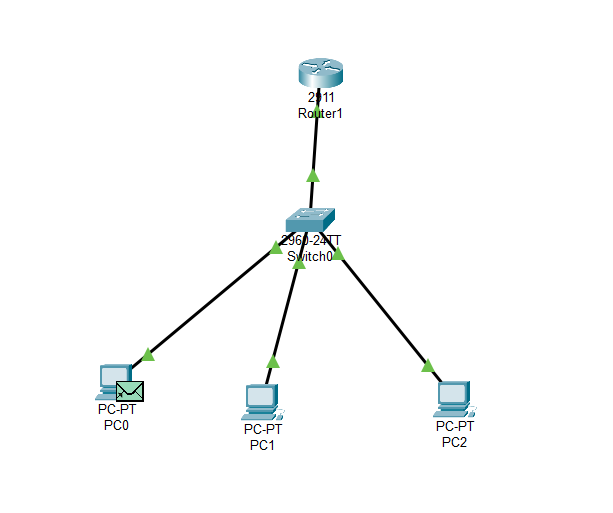 2911
Router1
2960-24TT
Switch0
PC-PT
PC0
PC-PT
PC1
PC-PT
PC2